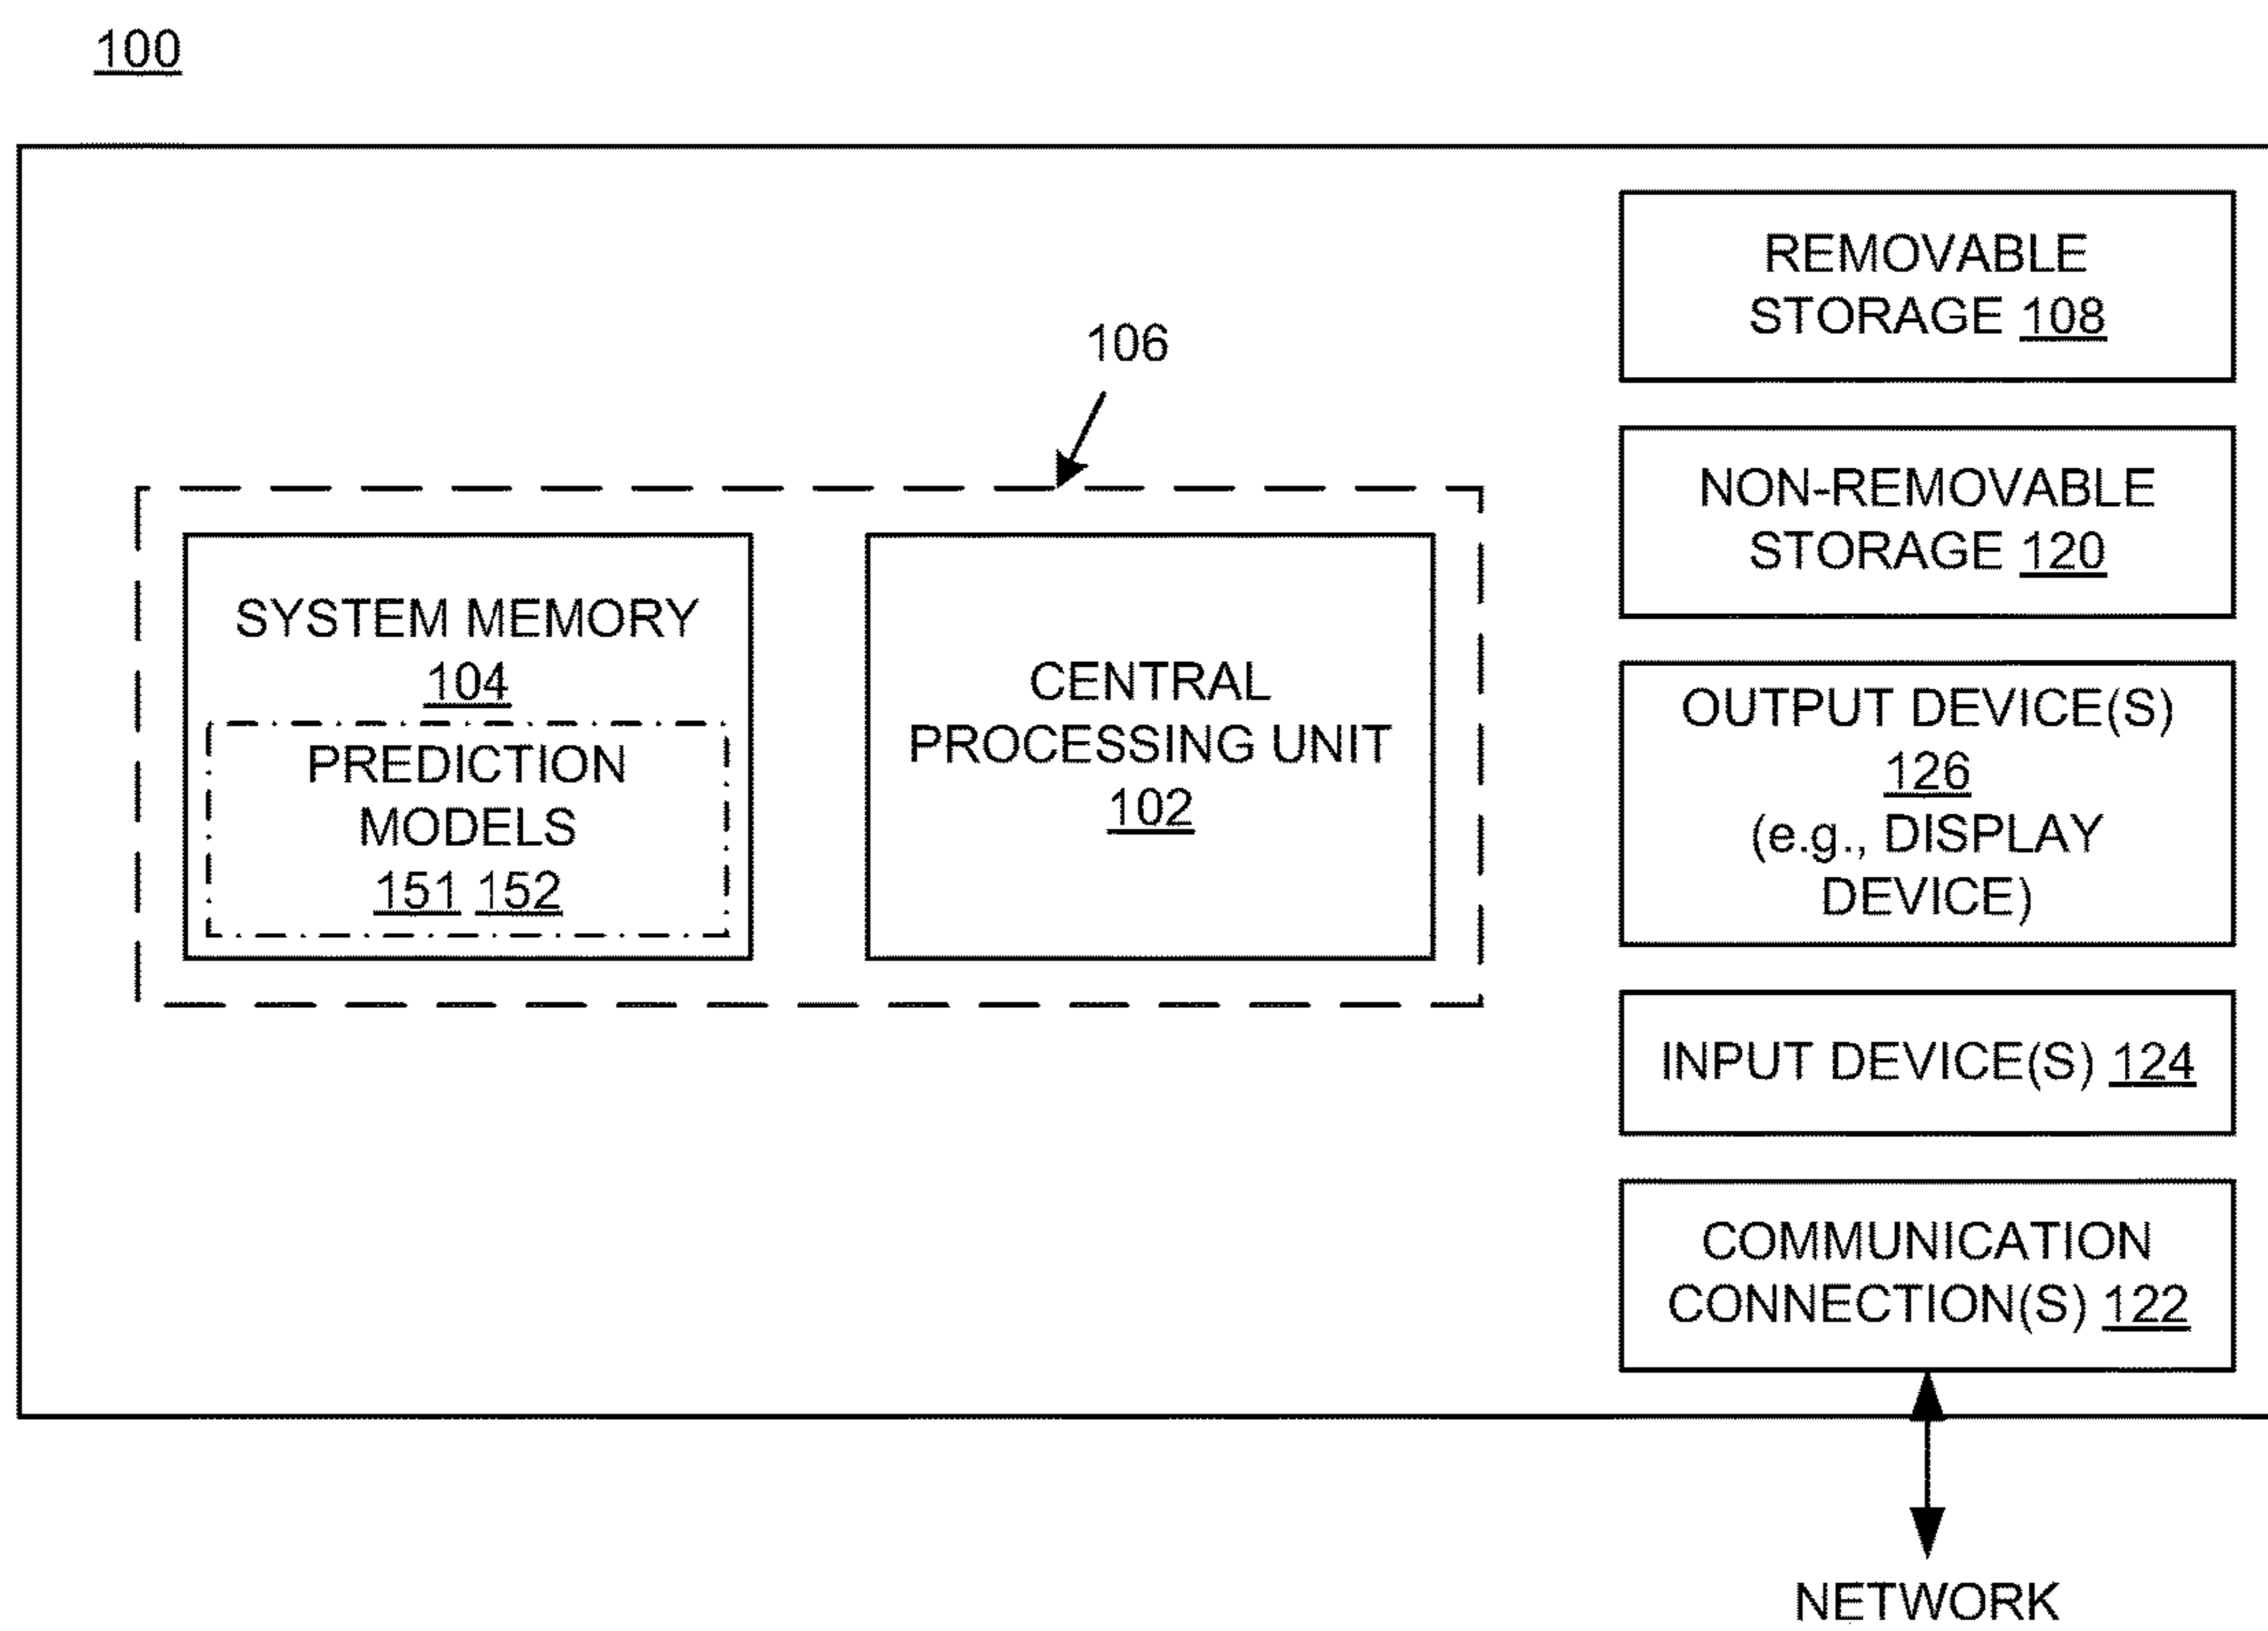 100
106
SYSTEM MEMORY
104
PREDICTION
MODELS
151 152
CENTRAL
PROCESSING UNIT
102
REMOVABLE
STORAGE 108
NON-REMOVABLE
STORAGE 120
OUTPUT DEVICE(S)
126
(e.g., DISPLAY
DEVICE)
INPUT DEVICE(S) 124
COMMUNICATION
CONNECTION(S) 122
NETWORK